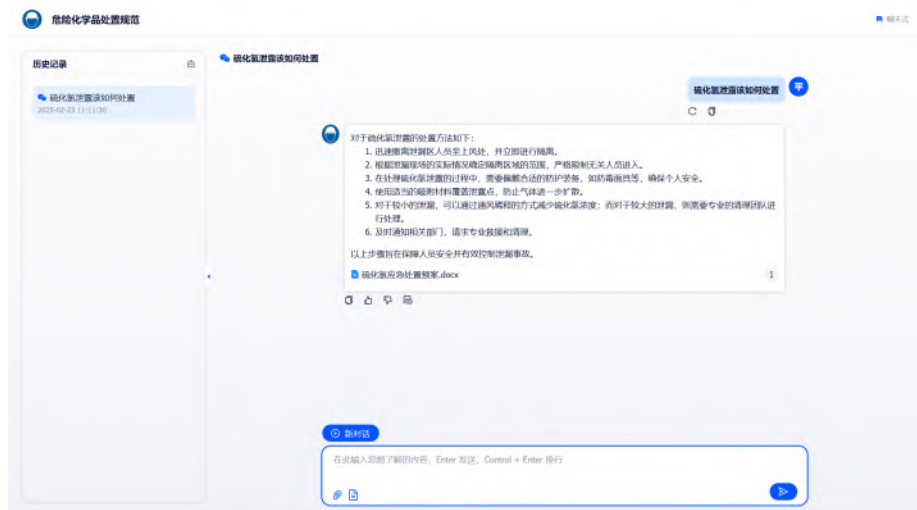 危险化学品处置规范
聊天式
历史记录
硫化氢泄露该如何处置
2025-02-23 11:11:30
硫化氢泄露该如何处置
硫化氢泄露该如何处置
平
对于硫化氢泄露的处置方法如下：
1. 迅速撤离泄漏区人员至上风处，并立即进行隔离。
2. 根据泄漏现场的实际情况确定隔离区域的范围，严格限制无关人员进入。
3. 在处理硫化氢泄露的过程中，需要佩戴合适的防护装备，如防毒面具等，确保个人安全。
4. 使用适当的吸附材料覆盖泄露点，防止气体进一步扩散。
5. 对于较小的泄漏，可以通过通风稀释的方式减少硫化氢浓度；而对于较大的泄漏，则需要专业的清理团队进
行处理。
6. 及时通知相关部门，请求专业救援和清理。
以上步骤旨在保障人员安全并有效控制泄漏事故。
硫化氢应急处置预案.docx
1
新对话
在此输入您想了解的内容，Enter 发送，Control + Enter 换行